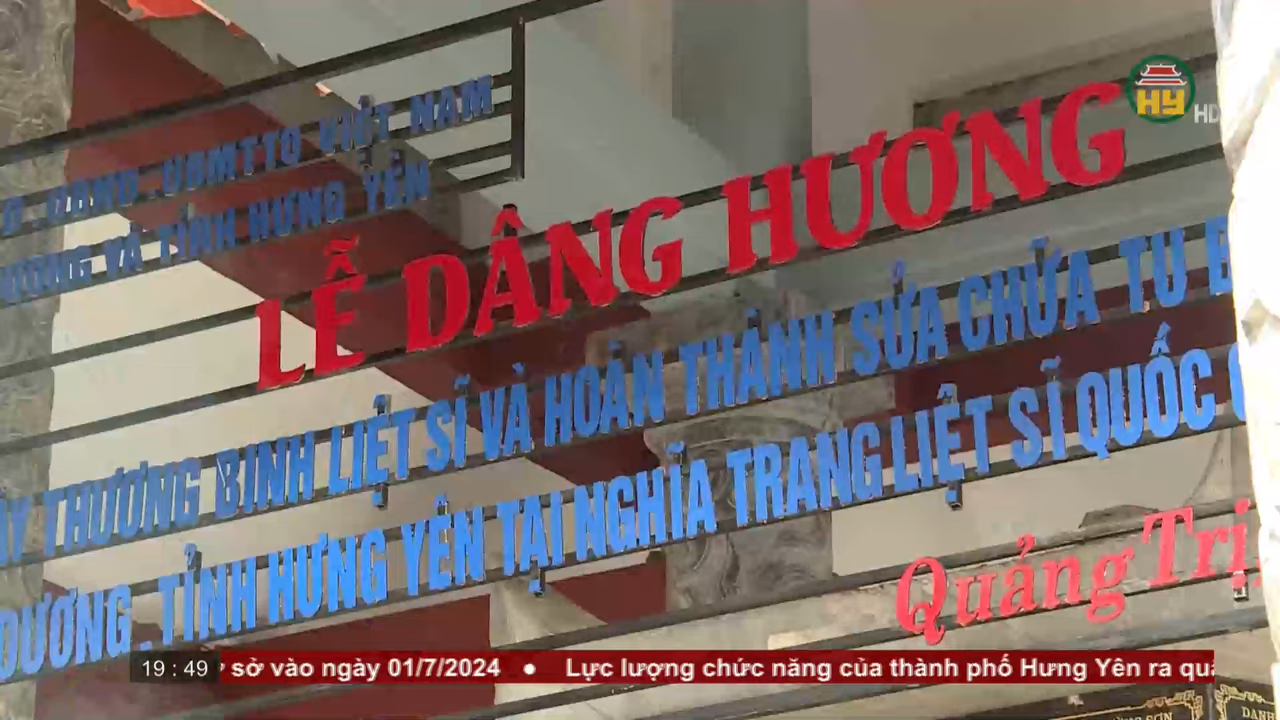 UBMTTQ VIỆT NAM
VÀ TỈNH HƯNG YÊN
HY HD
LỄ DÂNG HƯƠNG
THƯƠNG BINH LIỆT SĨ VÀ HOÀN THÀNH SỬA CHỮA TU
DƯƠNG . TỈNH HƯNG YÊN TẠI NGHĨA TRANG LIỆT SĨ QUỐC
Quảng Trị,
19 : 49 sở vào ngày 01/7/2024 ● Lực lượng chức năng của thành phố Hưng Yên ra